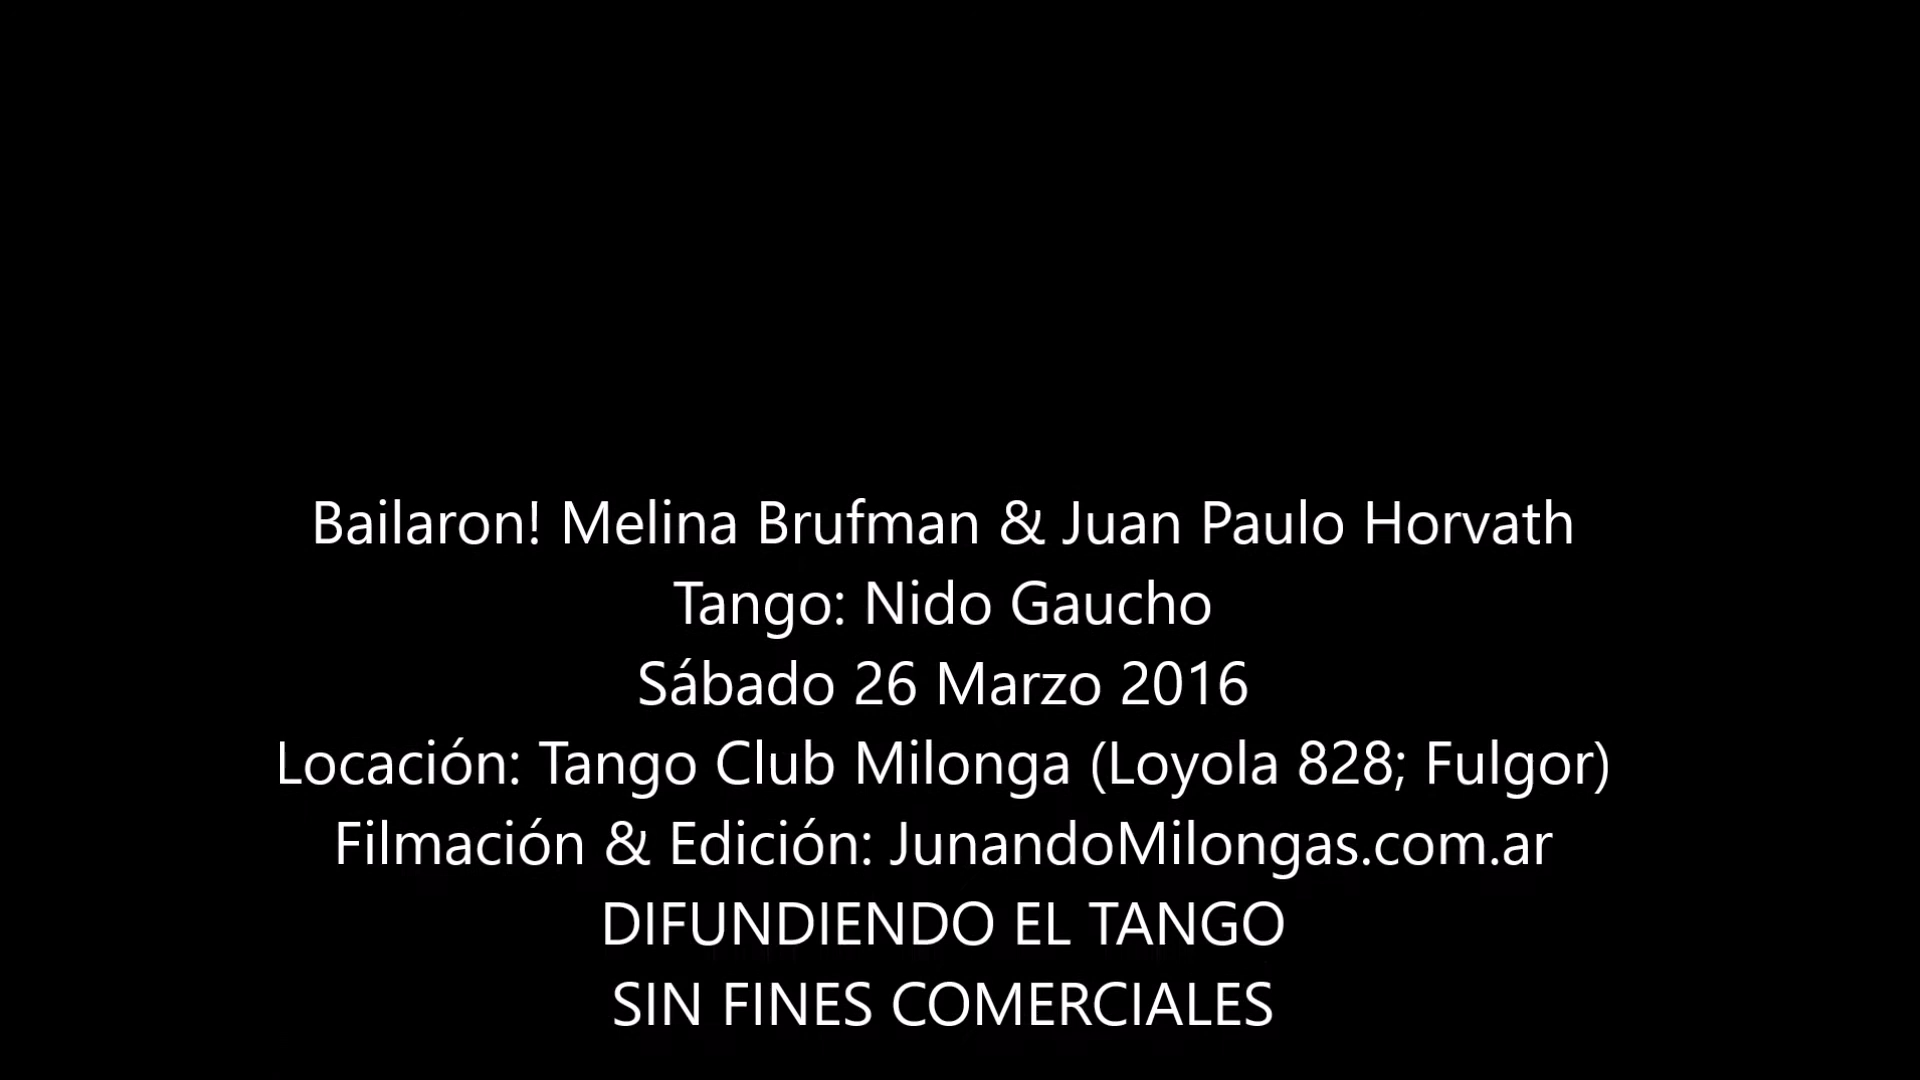 Bailaron! Melina Brufman & Juan Paulo Horvath
Tango: Nido Gaucho
Sábado 26 Marzo 2016
Locación: Tango Club Milonga (Loyola 828; Fulgor)
Filmación & Edición: JunandoMilongas.com.ar
DIFUNDIENDO EL TANGO
SIN FINES COMERCIALES